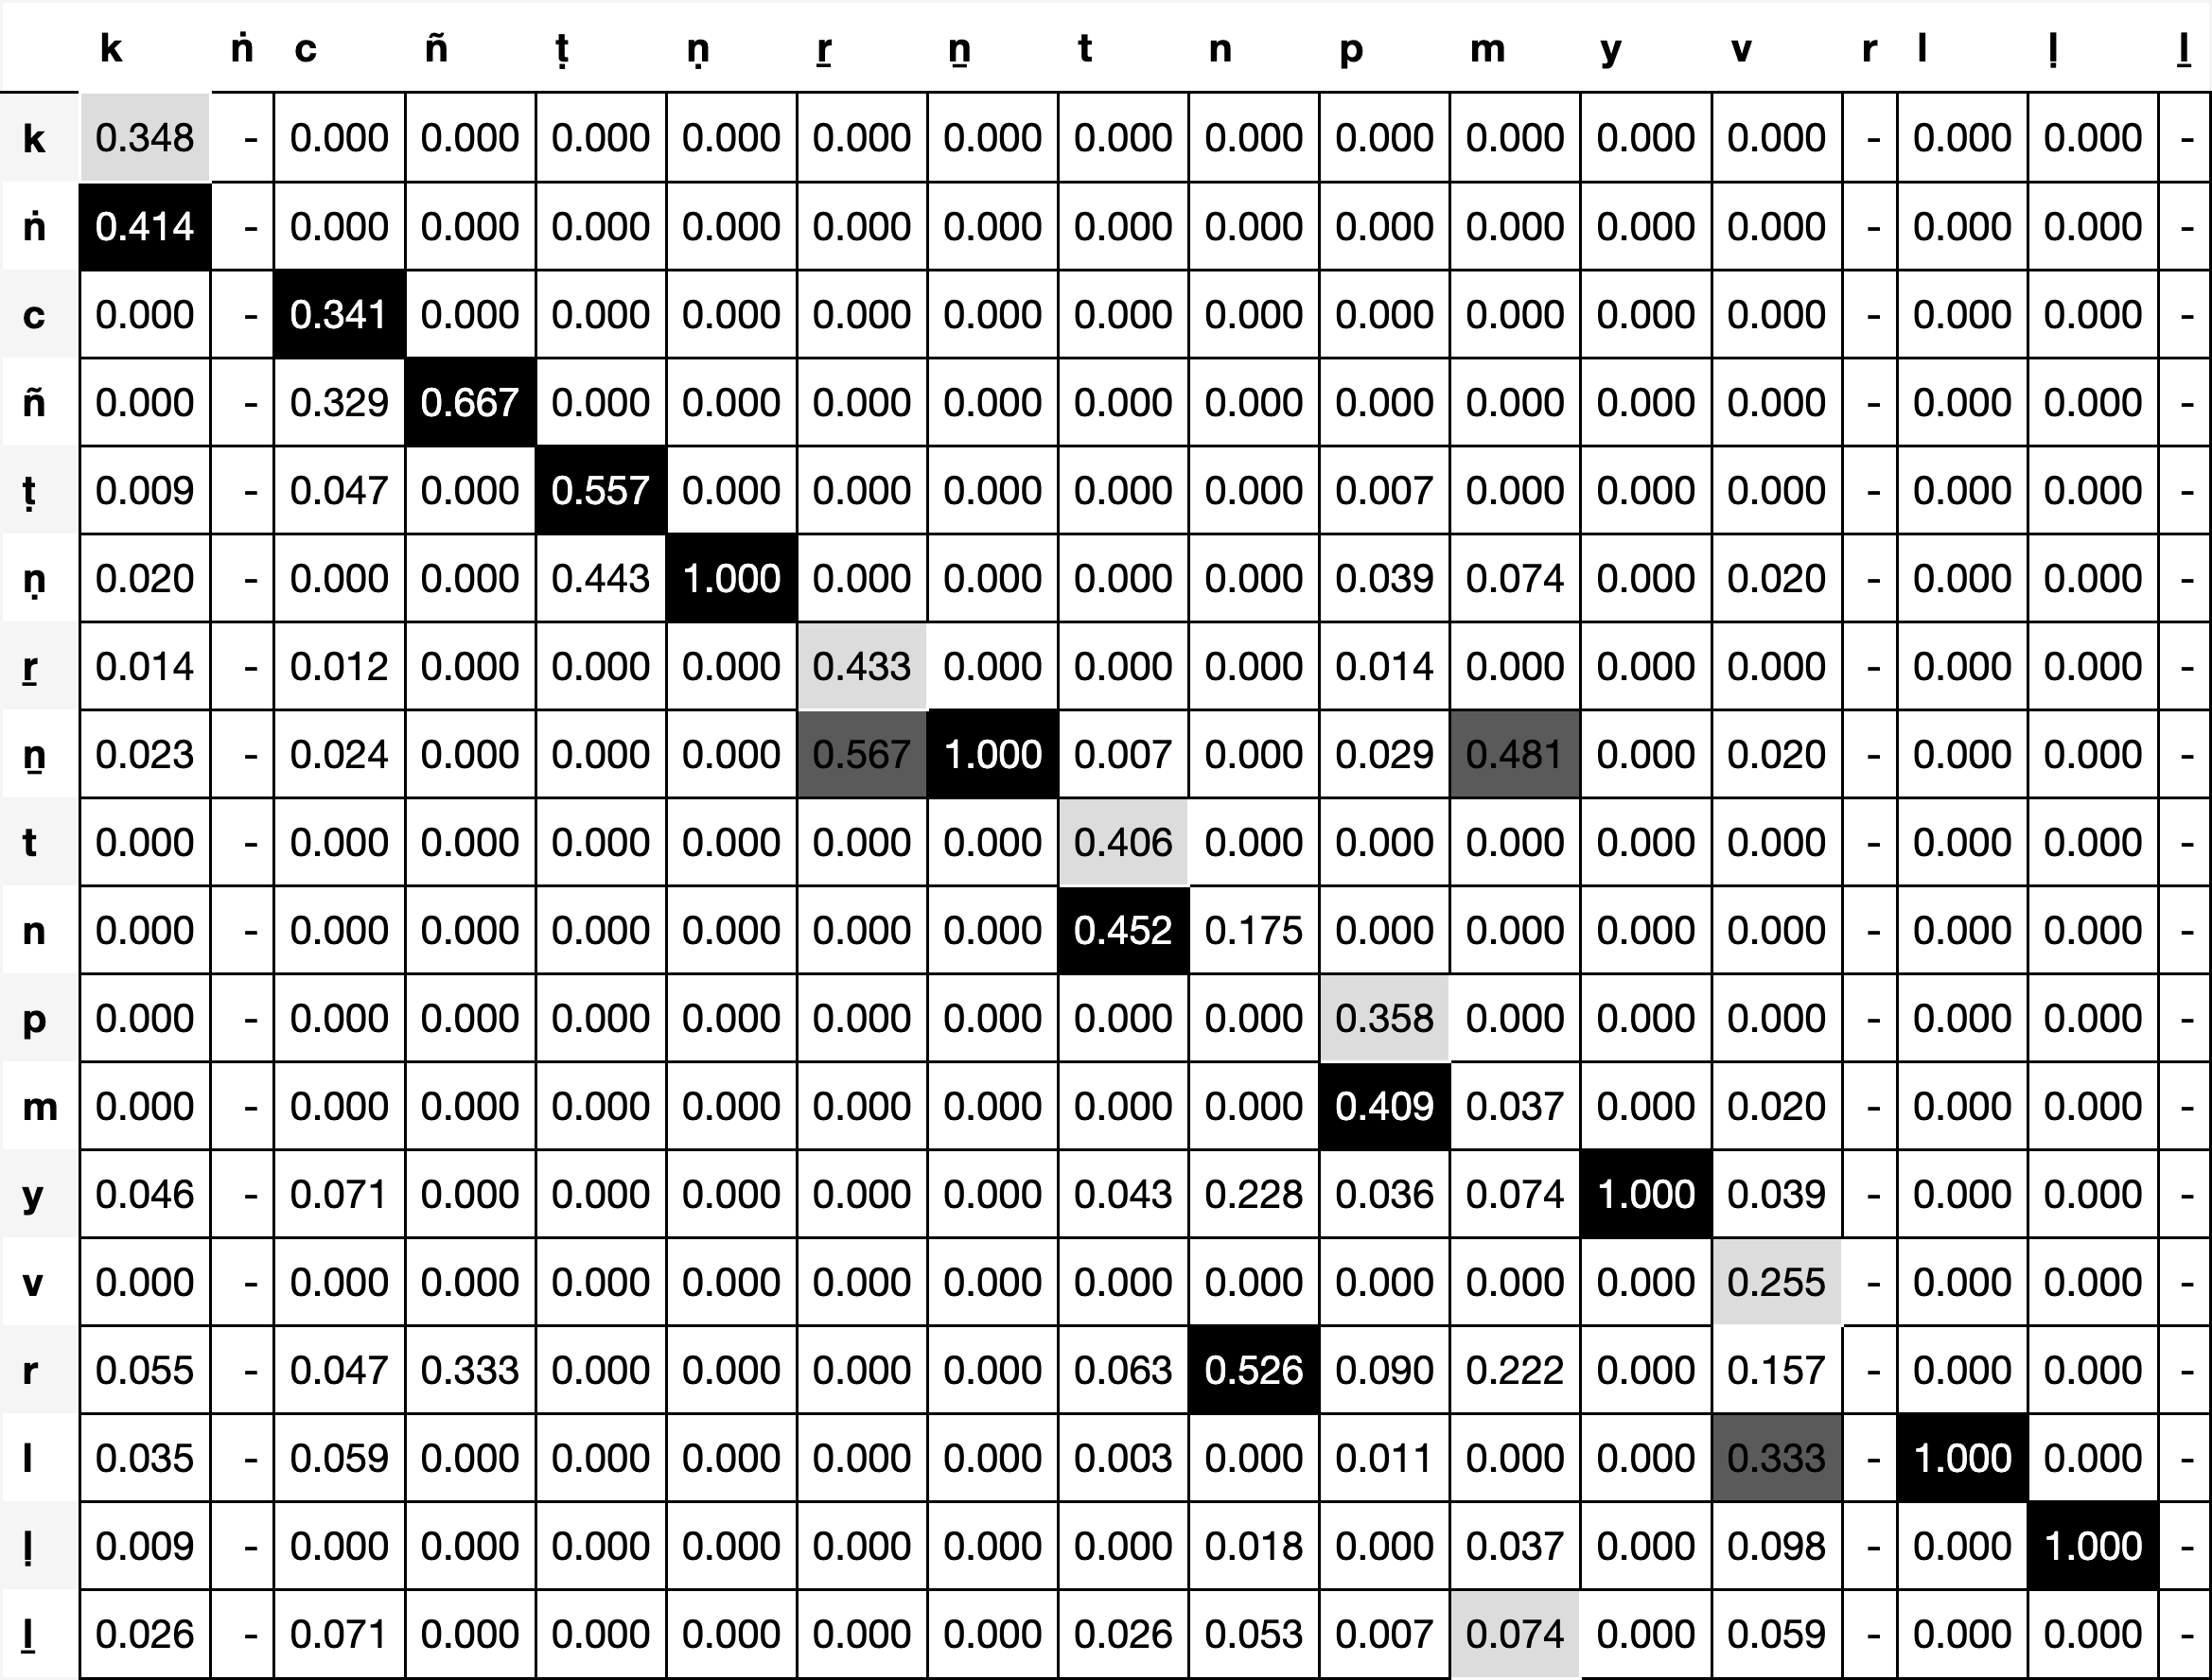 k ṅ c ñ ṭ ṇ ṟ ṉ t n p m y v r l ḷ ḻ
k 0.348 - 0.000 0.000 0.000 0.000 0.000 0.000 0.000 0.000 0.000 0.000 0.000 0.000 - 0.000 0.000 -
ṅ 0.414 - 0.000 0.000 0.000 0.000 0.000 0.000 0.000 0.000 0.000 0.000 0.000 0.000 - 0.000 0.000 -
c 0.000 - 0.341 0.000 0.000 0.000 0.000 0.000 0.000 0.000 0.000 0.000 0.000 0.000 - 0.000 0.000 -
ñ 0.000 - 0.329 0.667 0.000 0.000 0.000 0.000 0.000 0.000 0.000 0.000 0.000 0.000 - 0.000 0.000 -
ṭ 0.009 - 0.047 0.000 0.557 0.000 0.000 0.000 0.000 0.000 0.007 0.000 0.000 0.000 - 0.000 0.000 -
ṇ 0.020 - 0.000 0.000 0.443 1.000 0.000 0.000 0.000 0.000 0.039 0.074 0.000 0.020 - 0.000 0.000 -
ṟ 0.014 - 0.012 0.000 0.000 0.000 0.433 0.000 0.000 0.000 0.014 0.000 0.000 0.000 - 0.000 0.000 -
ṉ 0.023 - 0.024 0.000 0.000 0.000 0.567 1.000 0.007 0.000 0.029 0.481 0.000 0.020 - 0.000 0.000 -
t 0.000 - 0.000 0.000 0.000 0.000 0.000 0.000 0.406 0.000 0.000 0.000 0.000 0.000 - 0.000 0.000 -
n 0.000 - 0.000 0.000 0.000 0.000 0.000 0.000 0.452 0.175 0.000 0.000 0.000 0.000 - 0.000 0.000 -
p 0.000 - 0.000 0.000 0.000 0.000 0.000 0.000 0.000 0.000 0.358 0.000 0.000 0.000 - 0.000 0.000 -
m 0.000 - 0.000 0.000 0.000 0.000 0.000 0.000 0.000 0.000 0.409 0.037 0.000 0.020 - 0.000 0.000 -
y 0.046 - 0.071 0.000 0.000 0.000 0.000 0.000 0.043 0.228 0.036 0.074 1.000 0.039 - 0.000 0.000 -
v 0.000 - 0.000 0.000 0.000 0.000 0.000 0.000 0.000 0.000 0.000 0.000 0.000 0.255 - 0.000 0.000 -
r 0.055 - 0.047 0.333 0.000 0.000 0.000 0.000 0.063 0.526 0.090 0.222 0.000 0.157 - 0.000 0.000 -
l 0.035 - 0.059 0.000 0.000 0.000 0.000 0.000 0.003 0.000 0.011 0.000 0.000 0.333 - 1.000 0.000 -
ḷ 0.009 - 0.000 0.000 0.000 0.000 0.000 0.000 0.000 0.018 0.000 0.037 0.000 0.098 - 0.000 1.000 -
ḻ 0.026 - 0.071 0.000 0.000 0.000 0.000 0.000 0.026 0.053 0.007 0.074 0.000 0.059 - 0.000 0.000 -